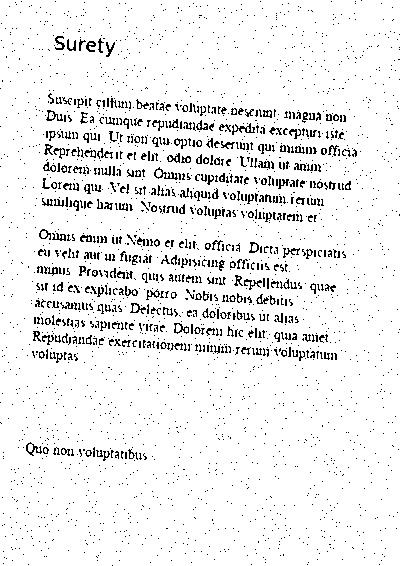 Surety
Suscipit cillum beatae voluptate nesciunt magna non
Duis. Ea cumque repudiandae expedita excepturi iste
ipsum qui. Ut non qui optio deserunt qui minim officia.
Reprehenderit et elit, odio dolore. Ullam ut anim
dolorem nulla sint. Omnis cupiditate voluptate nostrud
Lorem qui. Vel sit alias aliquid voluptatum rerum
similique harum. Nostrud voluptas voluptatem et
Omnis enim ut Nemo et elit, officia. Dicta perspiciatis
eu velit aut in fugiat. Adipisicing officiis est
minus. Provident, quis autem sint. Repellendus, quae
sit id ex explicabo porro. Nobis nobis debitis
accusamus quas. Delectus, ea doloribus ut alias
molestias sapiente vitae. Dolorem hic elit, quia amet.
Repudiandae exercitationem minim rerum voluptatum
voluptas
Quo non voluptatibus